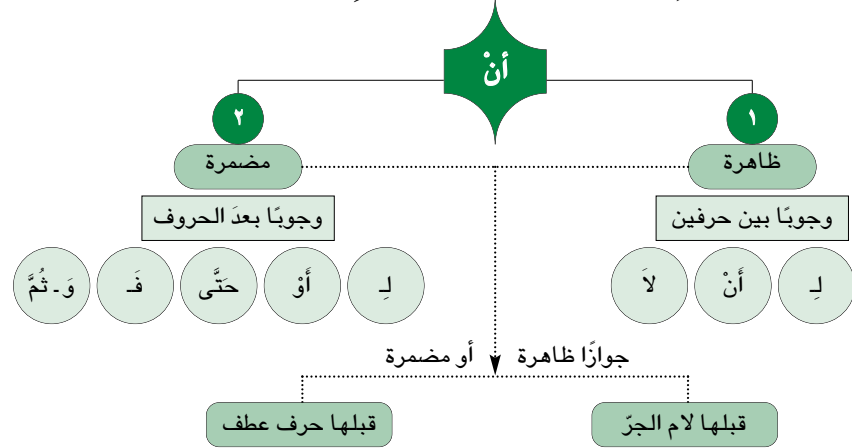 أنْ
١
٢
ظاهرة
مضمرة
وجوبًا بين حرفين
وجوبًا بعدَ الحروف
لِـ
أَنْ
لاَ
لِـ
أَوْ
حَتَّى
فَـ
وَ ـ ثُمَّ
جوازًا ظاهرة أو مضمرة
قبلها لام الجرّ
قبلها حرف عطف